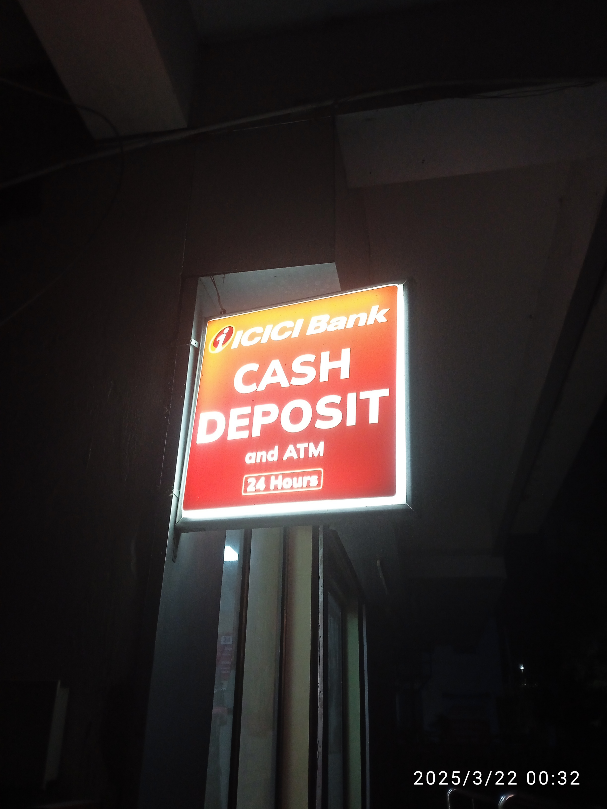 ICICI Bank
CASH
DEPOSIT
and ATM
24 Hours
2025/3/22 00:32